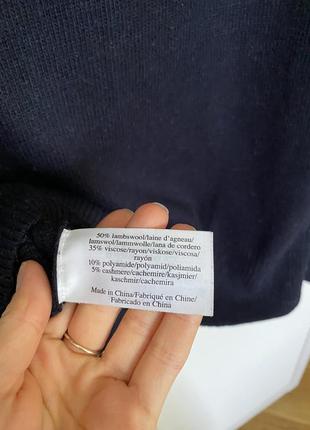 50% lambswool/laine d'agneau/
lamswol/lammwolle/lana de cordero
35% viscose/rayon/viskose/viscosa/
rayón
10% polyamide/polyamid/poliamida
5% cashmere/cachemire/kasjmier/
kaschmir/cachemira
Made in China/Fabriqué en Chine/
Fabricado en China